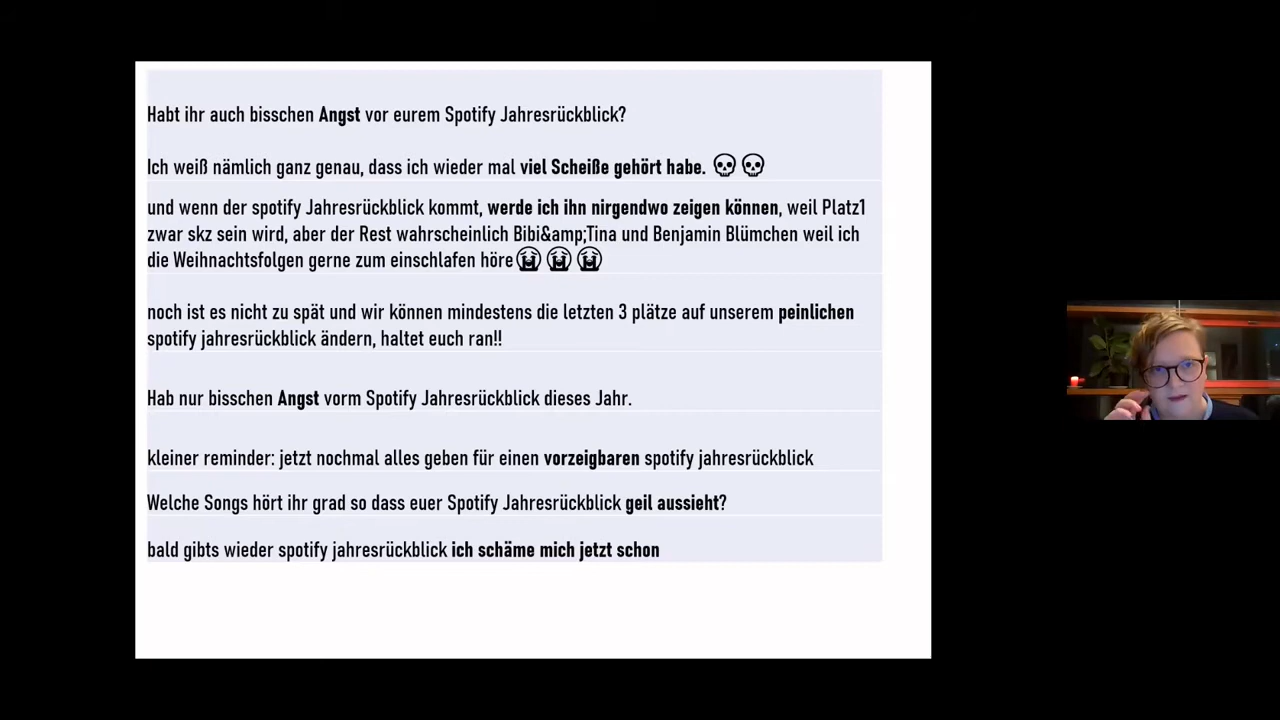 Habt ihr auch bisschen Angst vor eurem Spotify Jahresrückblick?
Ich weiß nämlich ganz genau, dass ich wieder mal viel Scheiße gehört habe. 💀💀
und wenn der spotify Jahresrückblick kommt, werde ich ihn nirgendwo zeigen können, weil Platz1
zwar skz sein wird, aber der Rest wahrscheinlich Bibi&amp;Tina und Benjamin Blümchen weil ich
die Weihnachtsfolgen gerne zum einschlafen höre😭😭😭
noch ist es nicht zu spät und wir können mindestens die letzten 3 plätze auf unserem peinlichen
spotify jahresrückblick ändern, haltet euch ran!!
Hab nur bisschen Angst vorm Spotify Jahresrückblick dieses Jahr.
kleiner reminder: jetzt nochmal alles geben für einen vorzeigbaren spotify jahresrückblick
Welche Songs hört ihr grad so dass euer Spotify Jahresrückblick geil aussieht?
bald gibts wieder spotify jahresrückblick ich schäme mich jetzt schon